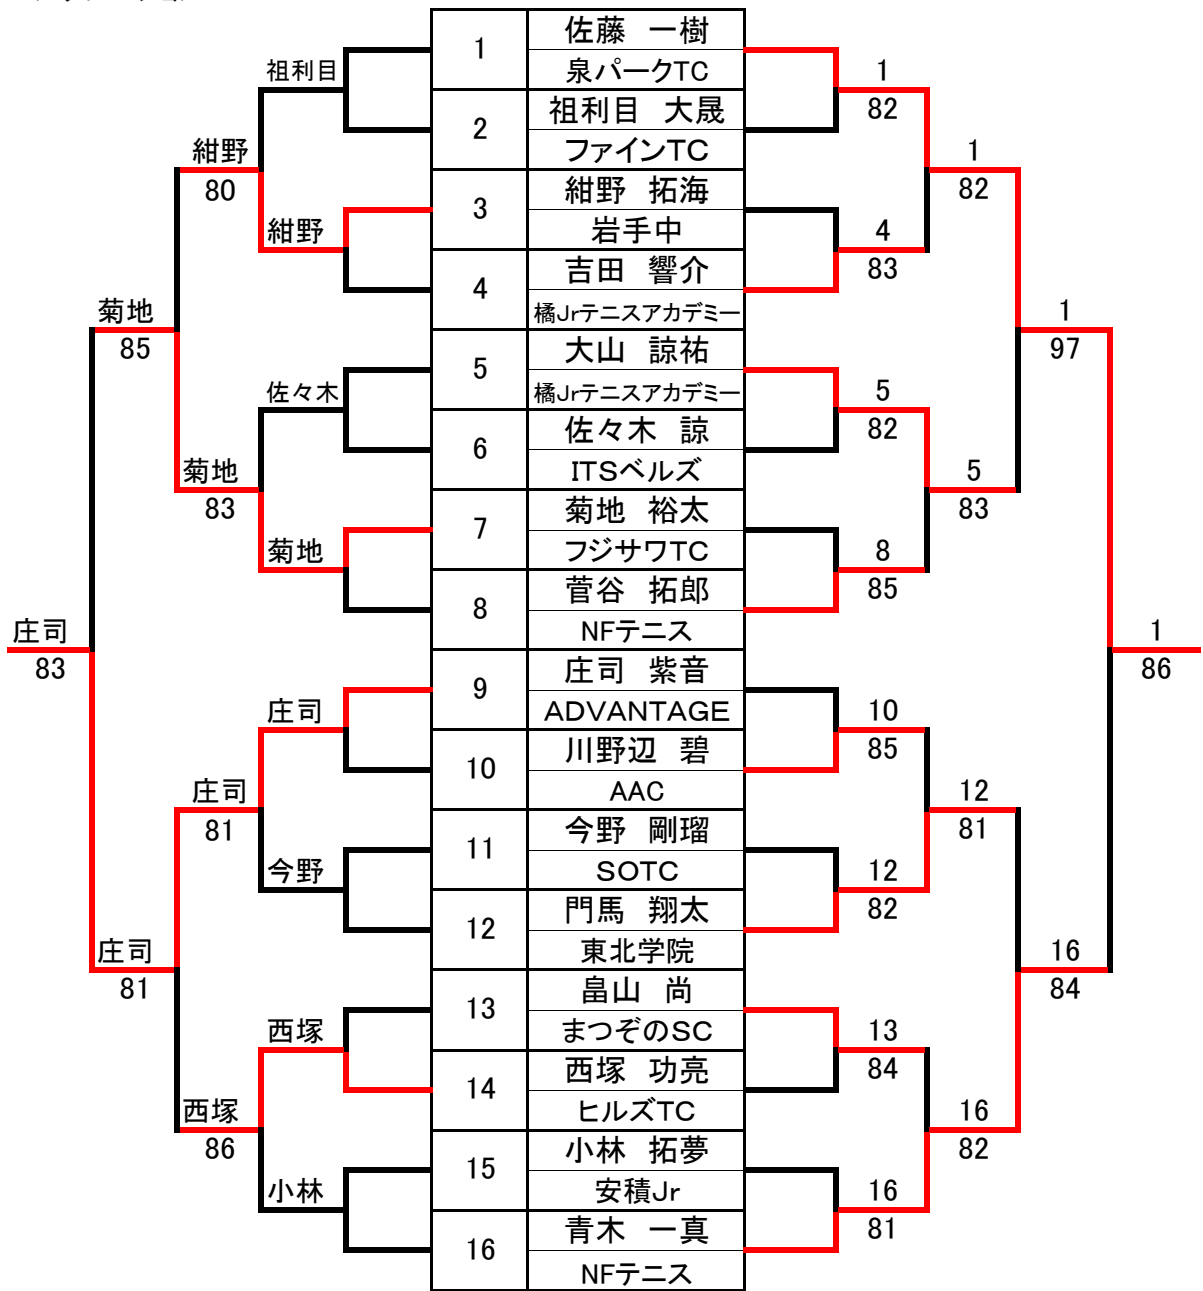 1
佐藤 一樹
泉パークTC
2
祖利目 大晟
ファインTC
3
紺野 拓海
岩手中
4
吉田 響介
橘Jrテニスアカデミー
5
大山 諒祐
橘Jrテニスアカデミー
6
佐々木 諒
ITSベルズ
7
菊地 裕太
フジサワTC
8
菅谷 拓郎
NFテニス
9
庄司 紫音
ADVANTAGE
10
川野辺 碧
AAC
11
今野 剛瑠
SOTC
12
門馬 翔太
東北学院
13
畠山 尚
まつぞのSC
14
西塚 功亮
ヒルズTC
15
小林 拓夢
安積Jr
16
青木 一真
NFテニス
祖利目
紺野
80
紺野
菊地
85
佐々木
菊地
83
菊地
庄司
83
庄司
庄司
81
今野
庄司
81
西塚
西塚
86
小林
1
82
1
82
4
83
1
97
5
82
5
83
8
85
1
86
10
85
12
81
12
82
16
84
13
84
16
82
16
81